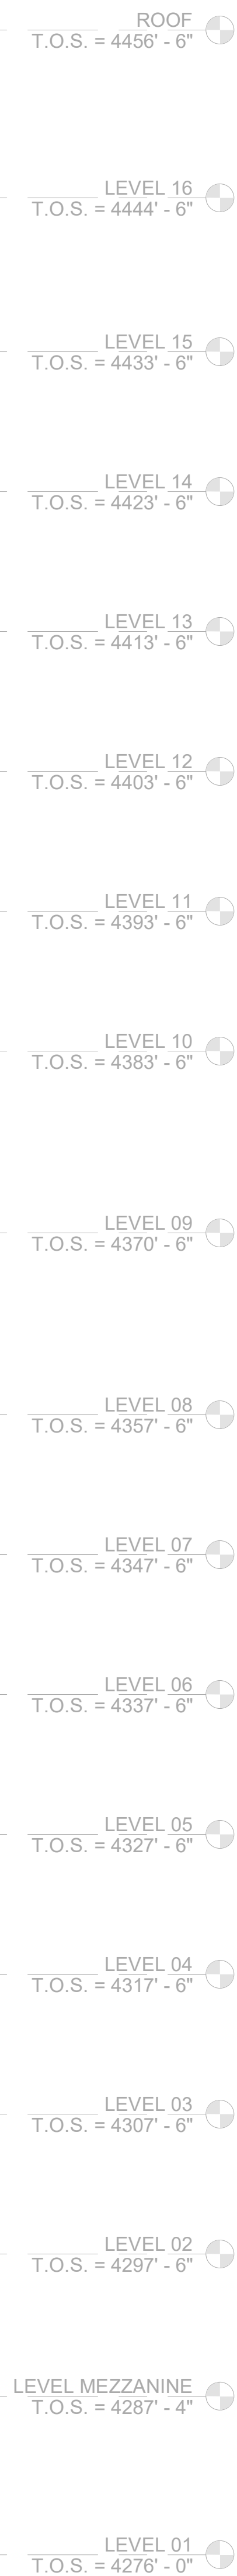 ROOF
T.O.S. = 4456' - 6"
LEVEL 16
T.O.S. = 4444' - 6"
LEVEL 15
T.O.S. = 4433' - 6"
LEVEL 14
T.O.S. = 4423' - 6"
LEVEL 13
T.O.S. = 4413' - 6"
LEVEL 12
T.O.S. = 4403' - 6"
LEVEL 11
T.O.S. = 4393' - 6"
LEVEL 10
T.O.S. = 4383' - 6"
LEVEL 09
T.O.S. = 4370' - 6"
LEVEL 08
T.O.S. = 4357' - 6"
LEVEL 07
T.O.S. = 4347' - 6"
LEVEL 06
T.O.S. = 4337' - 6"
LEVEL 05
T.O.S. = 4327' - 6"
LEVEL 04
T.O.S. = 4317' - 6"
LEVEL 03
T.O.S. = 4307' - 6"
LEVEL 02
T.O.S. = 4297' - 6"
LEVEL MEZZANINE
T.O.S. = 4287' - 4"
LEVEL 01
T.O.S. = 4276' - 0"